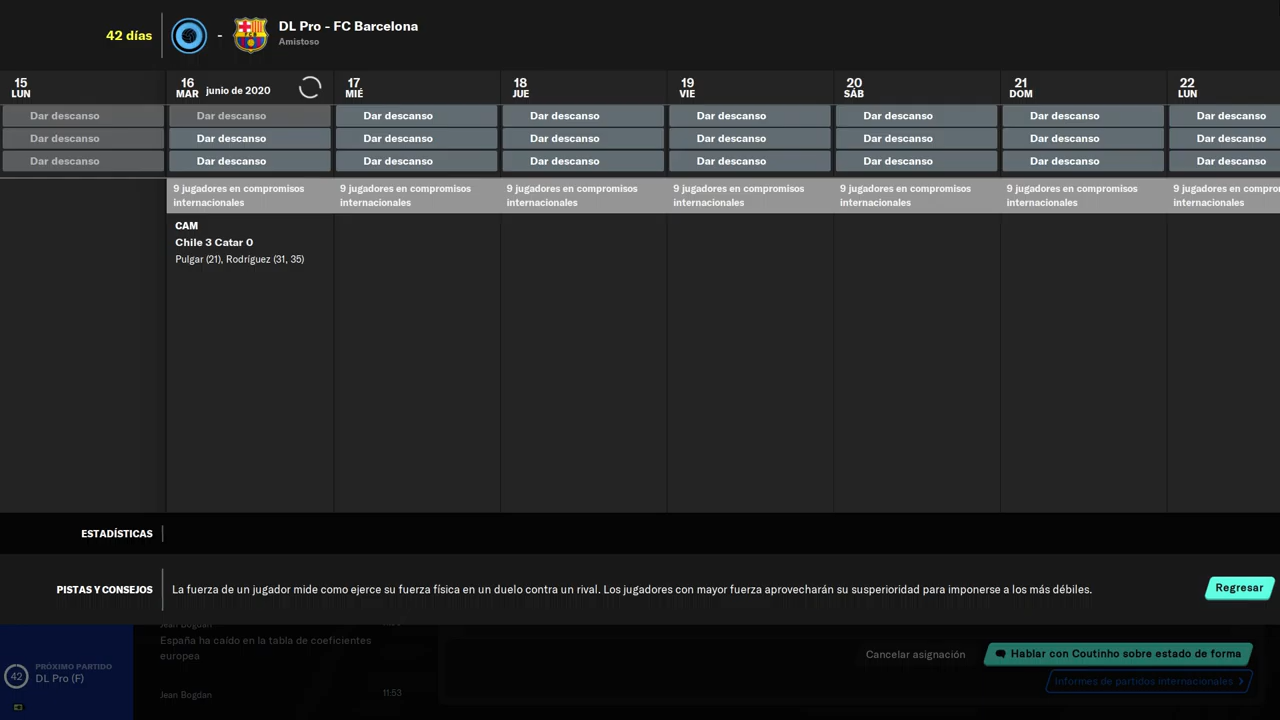 42 días
DL Pro - FC Barcelona
Amistoso
15
LUN
16
MAR junio de 2020
17
MIÉ
18
JUE
19
VIE
20
SÁB
21
DOM
22
LUN
Dar descanso Dar descanso Dar descanso Dar descanso Dar descanso Dar descanso Dar descanso Dar descanso
Dar descanso Dar descanso Dar descanso Dar descanso Dar descanso Dar descanso Dar descanso Dar descanso
Dar descanso Dar descanso Dar descanso Dar descanso Dar descanso Dar descanso Dar descanso Dar descanso
9 jugadores en compromisos 9 jugadores en compromisos 9 jugadores en compromisos 9 jugadores en compromisos 9 jugadores en compromisos 9 jugadores en compromisos 9 jugadores en compro
internacionales internacionales internacionales internacionales internacionales internacionales internacionales
CAM
Chile 3 Catar 0
Pulgar (21), Rodríguez (31, 35)
ESTADÍSTICAS
PISTAS Y CONSEJOS
La fuerza de un jugador mide como ejerce su fuerza física en un duelo contra un rival. Los jugadores con mayor fuerza aprovecharán su susperioridad para imponerse a los más débiles.
Regresar
Jean Bogdan
España ha caído en la tabla de coeficientes
europea
Jean Bogdan 11:53
42
PRÓXIMO PARTIDO
DL Pro (F)
Cancelar asignación
Hablar con Coutinho sobre estado de forma
Informes de partidos internacionales